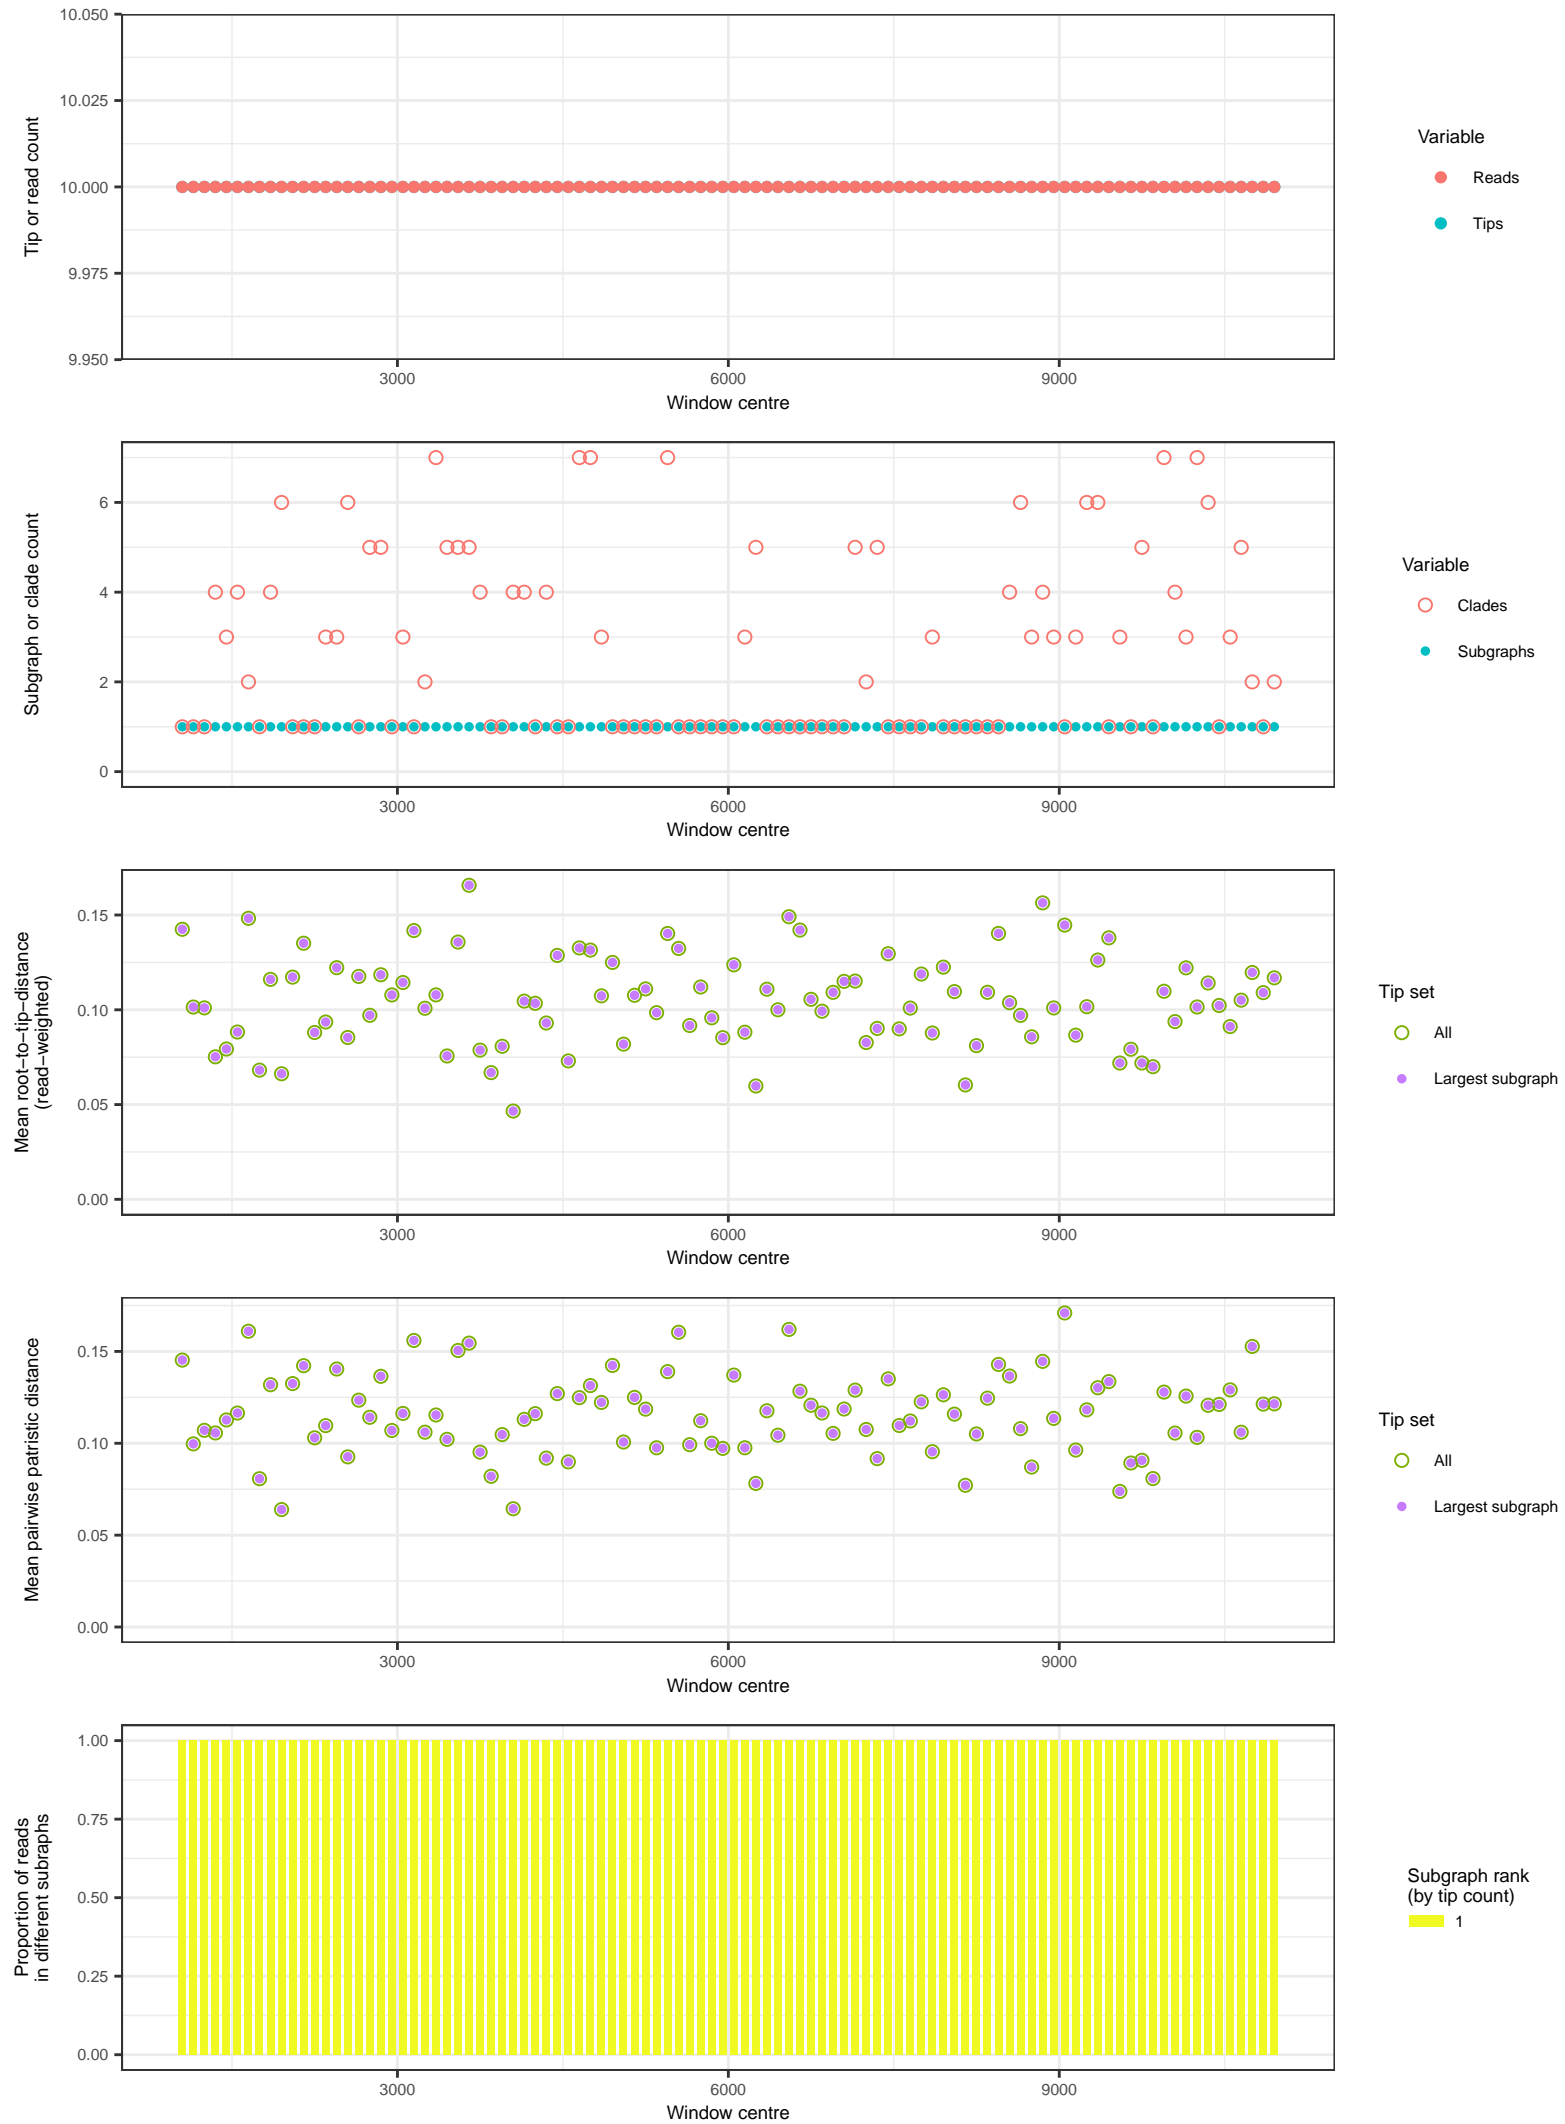 10.050
10.025
10.000
9.975
9.950
Tip or read count
3000
6000
9000
Window centre
Variable
Reads
Tips
6
4
2
0
Subgraph or clade count
3000
6000
9000
Window centre
Variable
Clades
Subgraphs
0.15
0.10
0.05
0.00
Mean root−to−tip−distance
(read−weighted)
3000
6000
9000
Window centre
Tip set
All
Largest subgraph
0.15
0.10
0.05
0.00
Mean pairwise patristic distance
3000
6000
9000
Window centre
Tip set
All
Largest subgraph
1.00
0.75
0.50
0.25
0.00
Proportion of reads
in different subraphs
3000
6000
9000
Window centre
Subgraph rank
(by tip count)
1